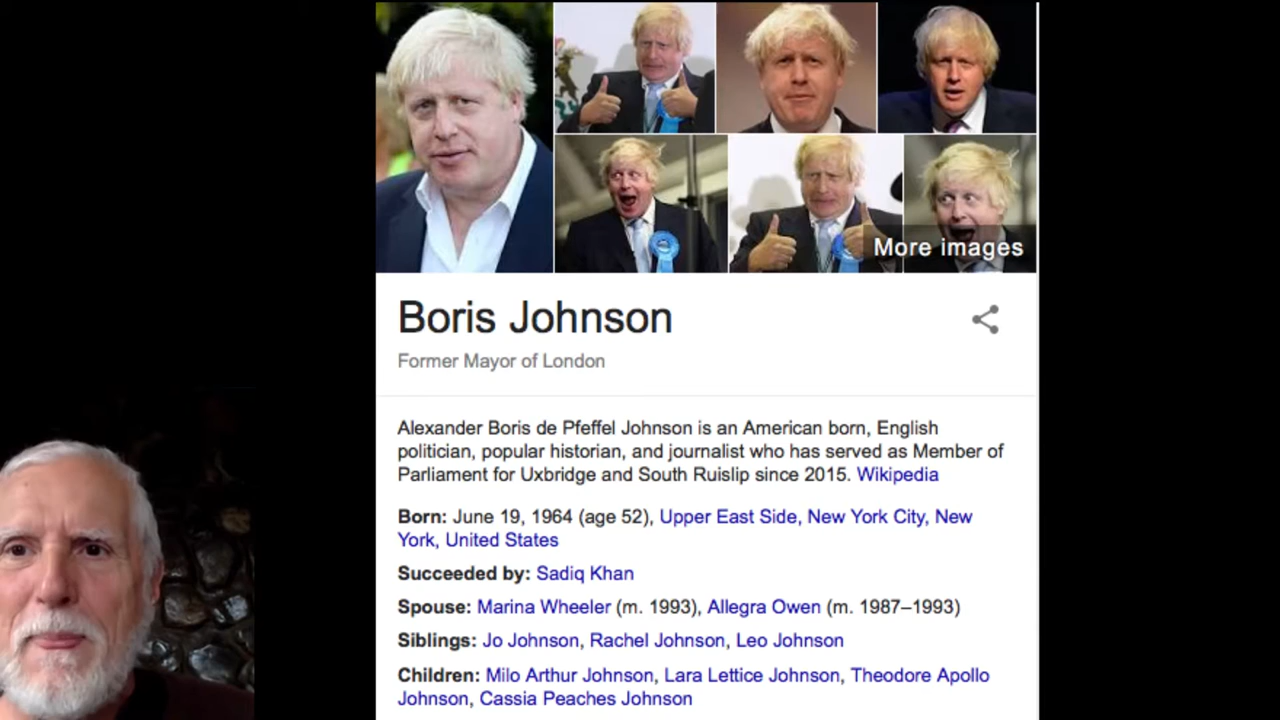 More images
Boris Johnson
Former Mayor of London
Alexander Boris de Pfeffel Johnson is an American born, English
politician, popular historian, and journalist who has served as Member of
Parliament for Uxbridge and South Ruislip since 2015. Wikipedia
Born: June 19, 1964 (age 52), Upper East Side, New York City, New
York, United States
Succeeded by: Sadiq Khan
Spouse: Marina Wheeler (m. 1993), Allegra Owen (m. 1987–1993)
Siblings: Jo Johnson, Rachel Johnson, Leo Johnson
Children: Milo Arthur Johnson, Lara Lettice Johnson, Theodore Apollo
Johnson, Cassia Peaches Johnson